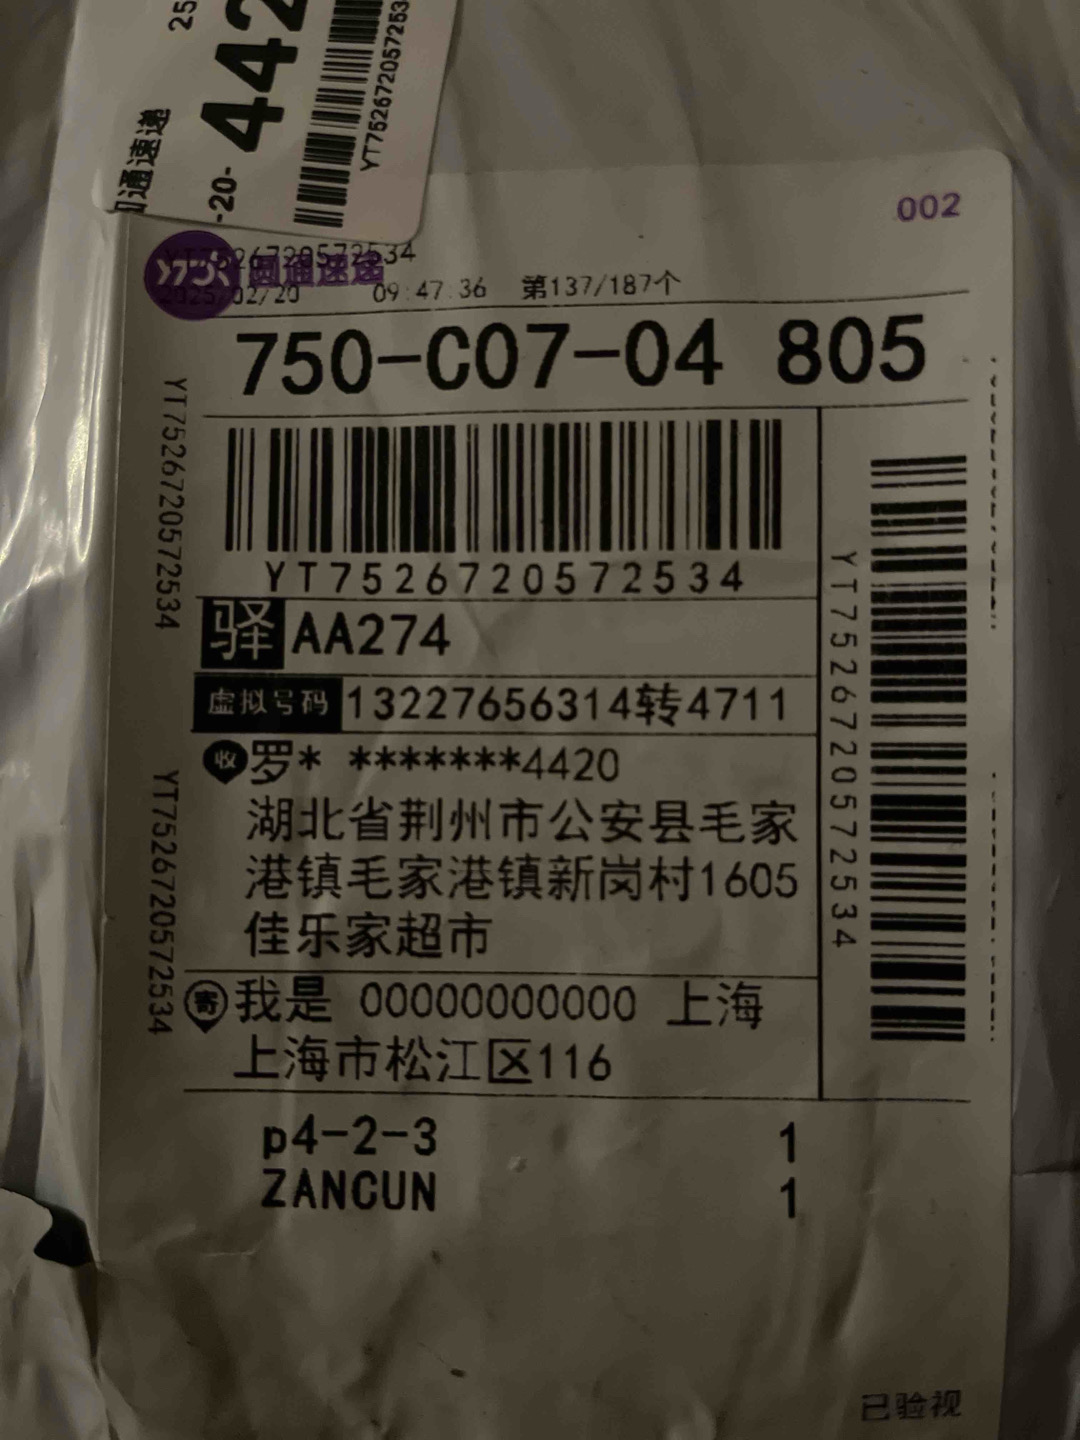 25
442
-20-
通速递
YT7526720572534
002
YT7526720572534
圆通速递
2025/02/20 09:47:36 第137/187个
750-C07-04 805
YT7526720572534
YT7526720572534
YT7526720572534
驿 AA274
虚拟号码 13227656314转4711
收 罗* *******4420
湖北省荆州市公安县毛家
港镇毛家港镇新岗村1605
佳乐家超市
YT7526720572534
寄 我是 00000000000 上海
上海市松江区116
p4-2-3 1
ZANCUN 1
已验视